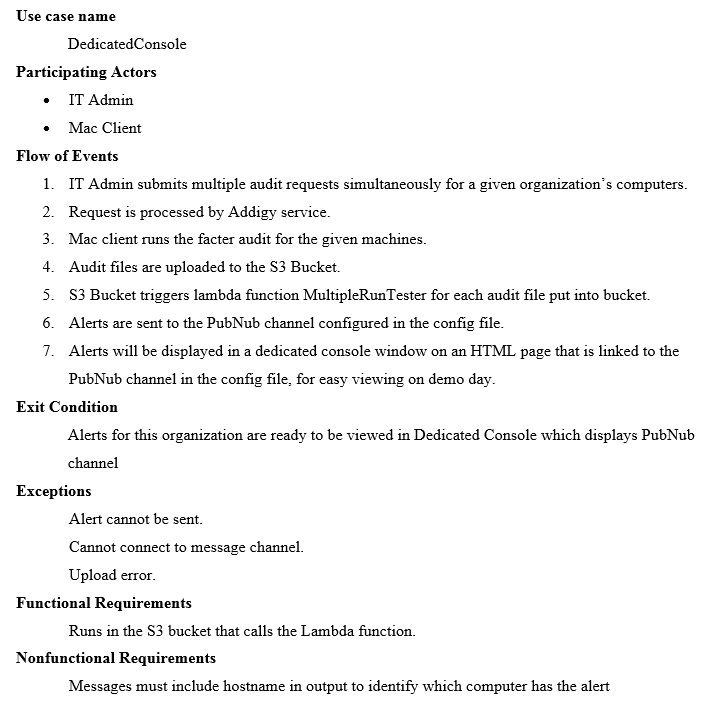 Use case name
DedicatedConsole
Participating Actors
• IT Admin
• Mac Client
Flow of Events
1. IT Admin submits multiple audit requests simultaneously for a given organization's computers.
2. Request is processed by Addigy service.
3. Mac client runs the facter audit for the given machines.
4. Audit files are uploaded to the S3 Bucket.
5. S3 Bucket triggers lambda function MultipleRunTester for each audit file put into bucket.
6. Alerts are sent to the PubNub channel configured in the config file.
7. Alerts will be displayed in a dedicated console window on an HTML page that is linked to the
PubNub channel in the config file, for easy viewing on demo day.
Exit Condition
Alerts for this organization are ready to be viewed in Dedicated Console which displays PubNub
channel
Exceptions
Alert cannot be sent.
Cannot connect to message channel.
Upload error.
Functional Requirements
Runs in the S3 bucket that calls the Lambda function.
Nonfunctional Requirements
Messages must include hostname in output to identify which computer has the alert